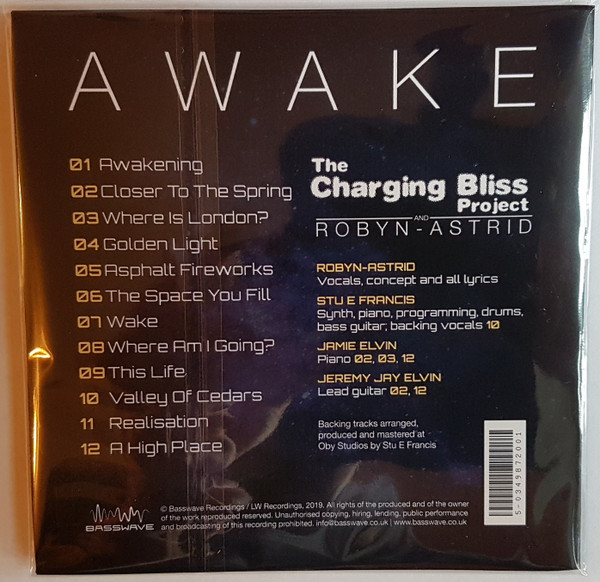 AWAKE
01 Awakening
02 Closer To The Spring
03 Where Is London?
04 Golden Light
05 Asphalt Fireworks
06 The Space You Fill
07 Wake
08 Where Am I Going?
09 This Life
10 Valley Of Cedars
11 Realisation
12 A High Place
The
Charging Bliss
Project
AND
ROBYN-ASTRID
ROBYN-ASTRID
Vocals, concept and all lyrics
STU E FRANCIS
Synth, piano, programming, drums,
bass guitar, backing vocals 10
JAMIE ELVIN
Piano 02, 03, 12
JEREMY JAY ELVIN
Lead guitar 02, 12
Backing tracks arranged,
produced and mastered at
Oby Studios by Stu E Francis
BASSWAVE
© Basswave Recordings / LW Recordings, 2019. All rights of the produced and of the owner
of the work reproduced reserved. Unauthorised copying, hiring, lending, public performance
and broadcasting of this recording prohibited. info@basswave.co.uk | www.basswave.co.uk
5-0349872001